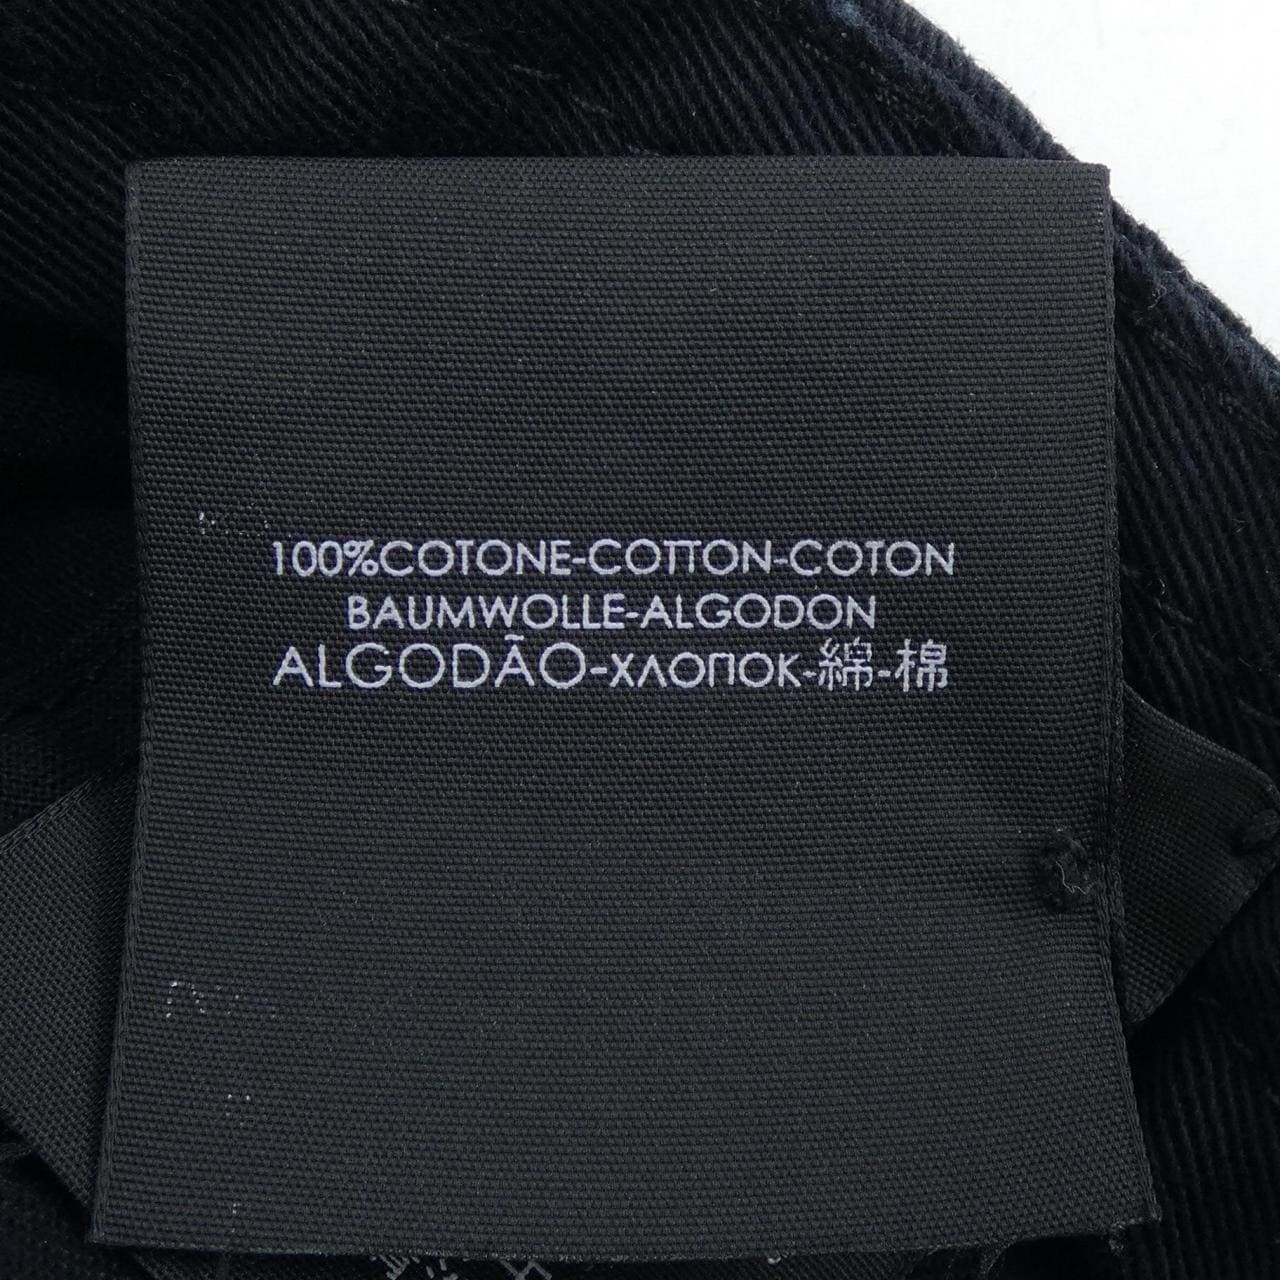 100%COTONE-COTTON-COTON
BAUMWOLLE-ALGODON
ALGODÃO-ХЛОПОК-綿-棉